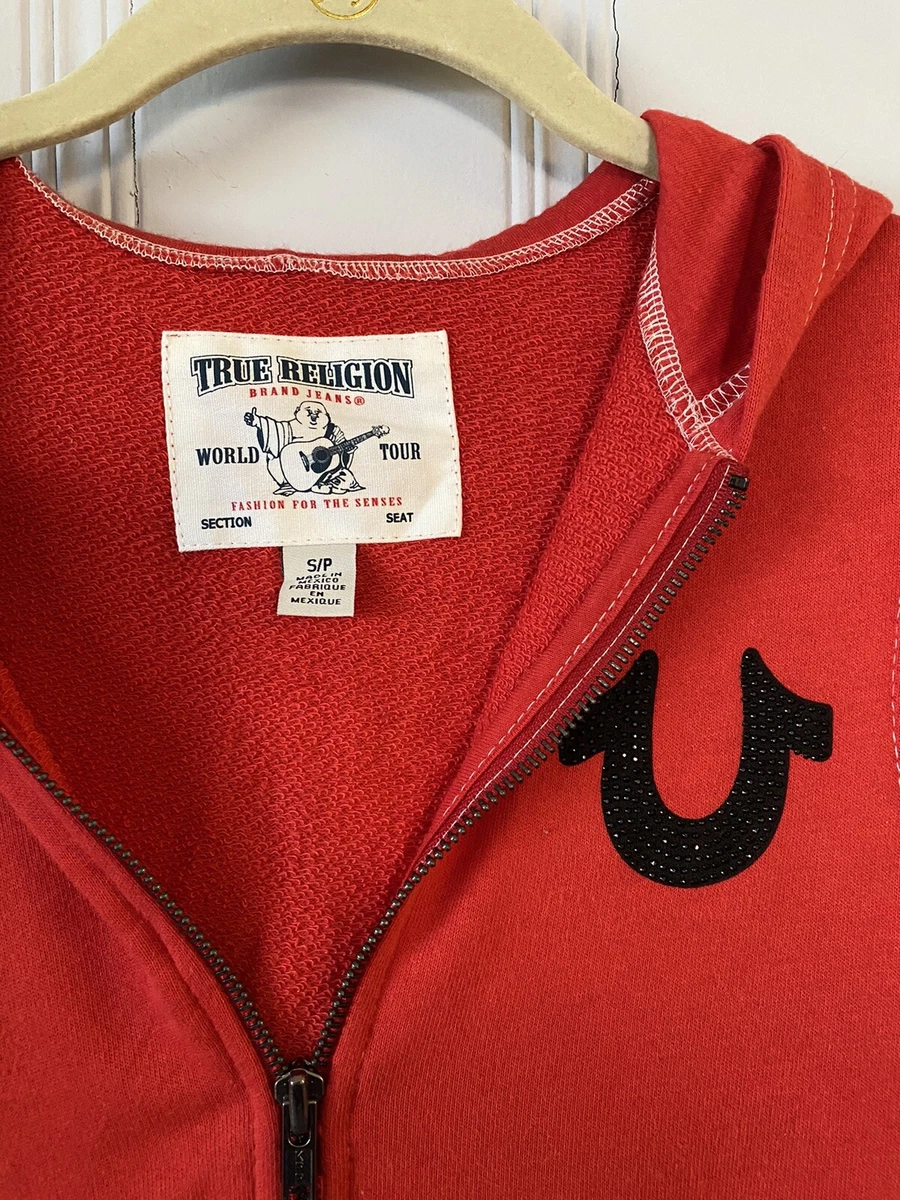 TRUE RELIGION
BRAND JEANS®
WORLD TOUR
FASHION FOR THE SENSES
SECTION SEAT
S/P
MADE IN
MEXICO
FABRIQUE
EN
MEXIQUE